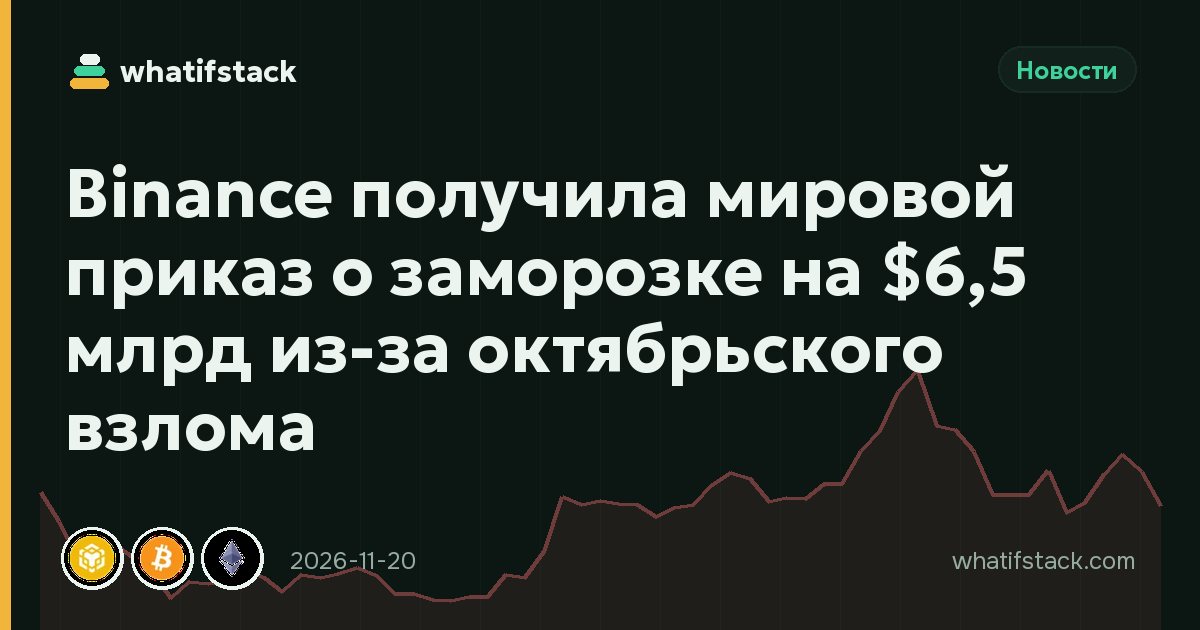 whatifstack
Новости
Binance получила мировой
приказ о заморозке на $6,5
млрд из-за октябрьского
взлома
2026-11-20
whatifstack.com